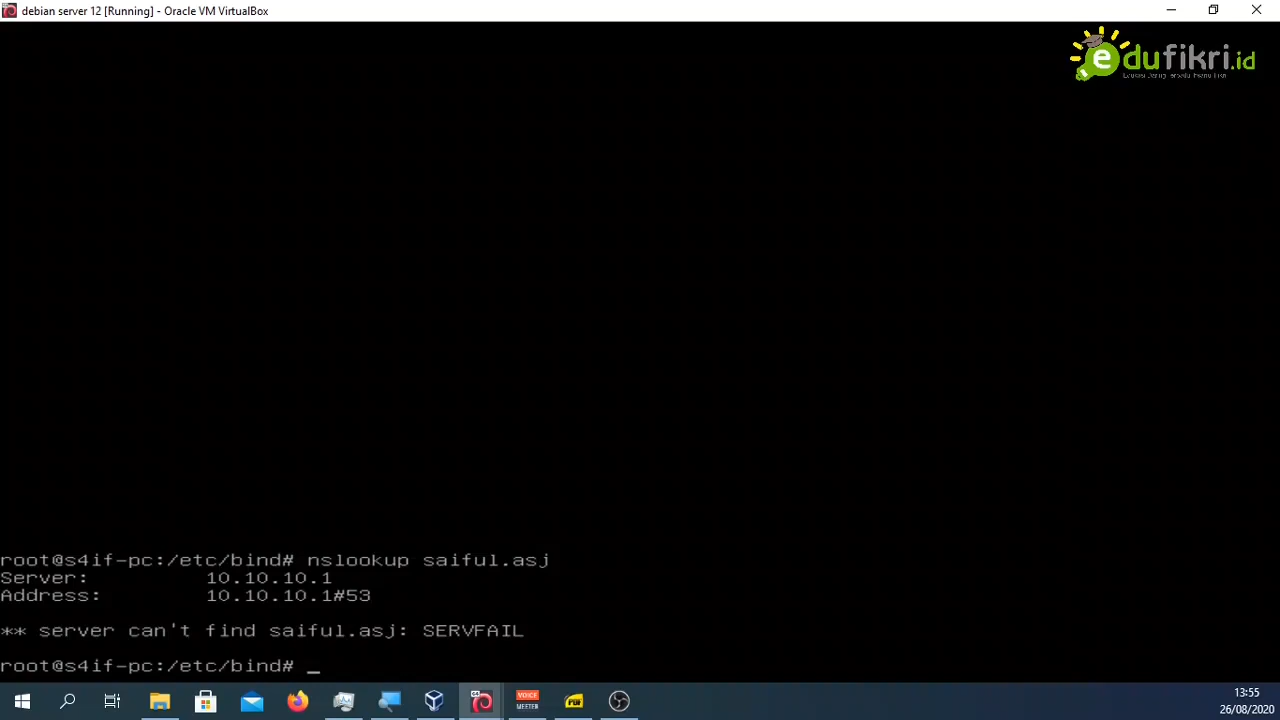 debian server 12 [Running] - Oracle VM VirtualBox
edufikri.id
root@s4if-pc:/etc/bind# nslookup saiful.asj
Server: 10.10.10.1
Address: 10.10.10.1#53
** server can't find saiful.asj: SERVFAIL
root@s4if-pc:/etc/bind# _
VOICE
MEETER
13:55
26/08/2020